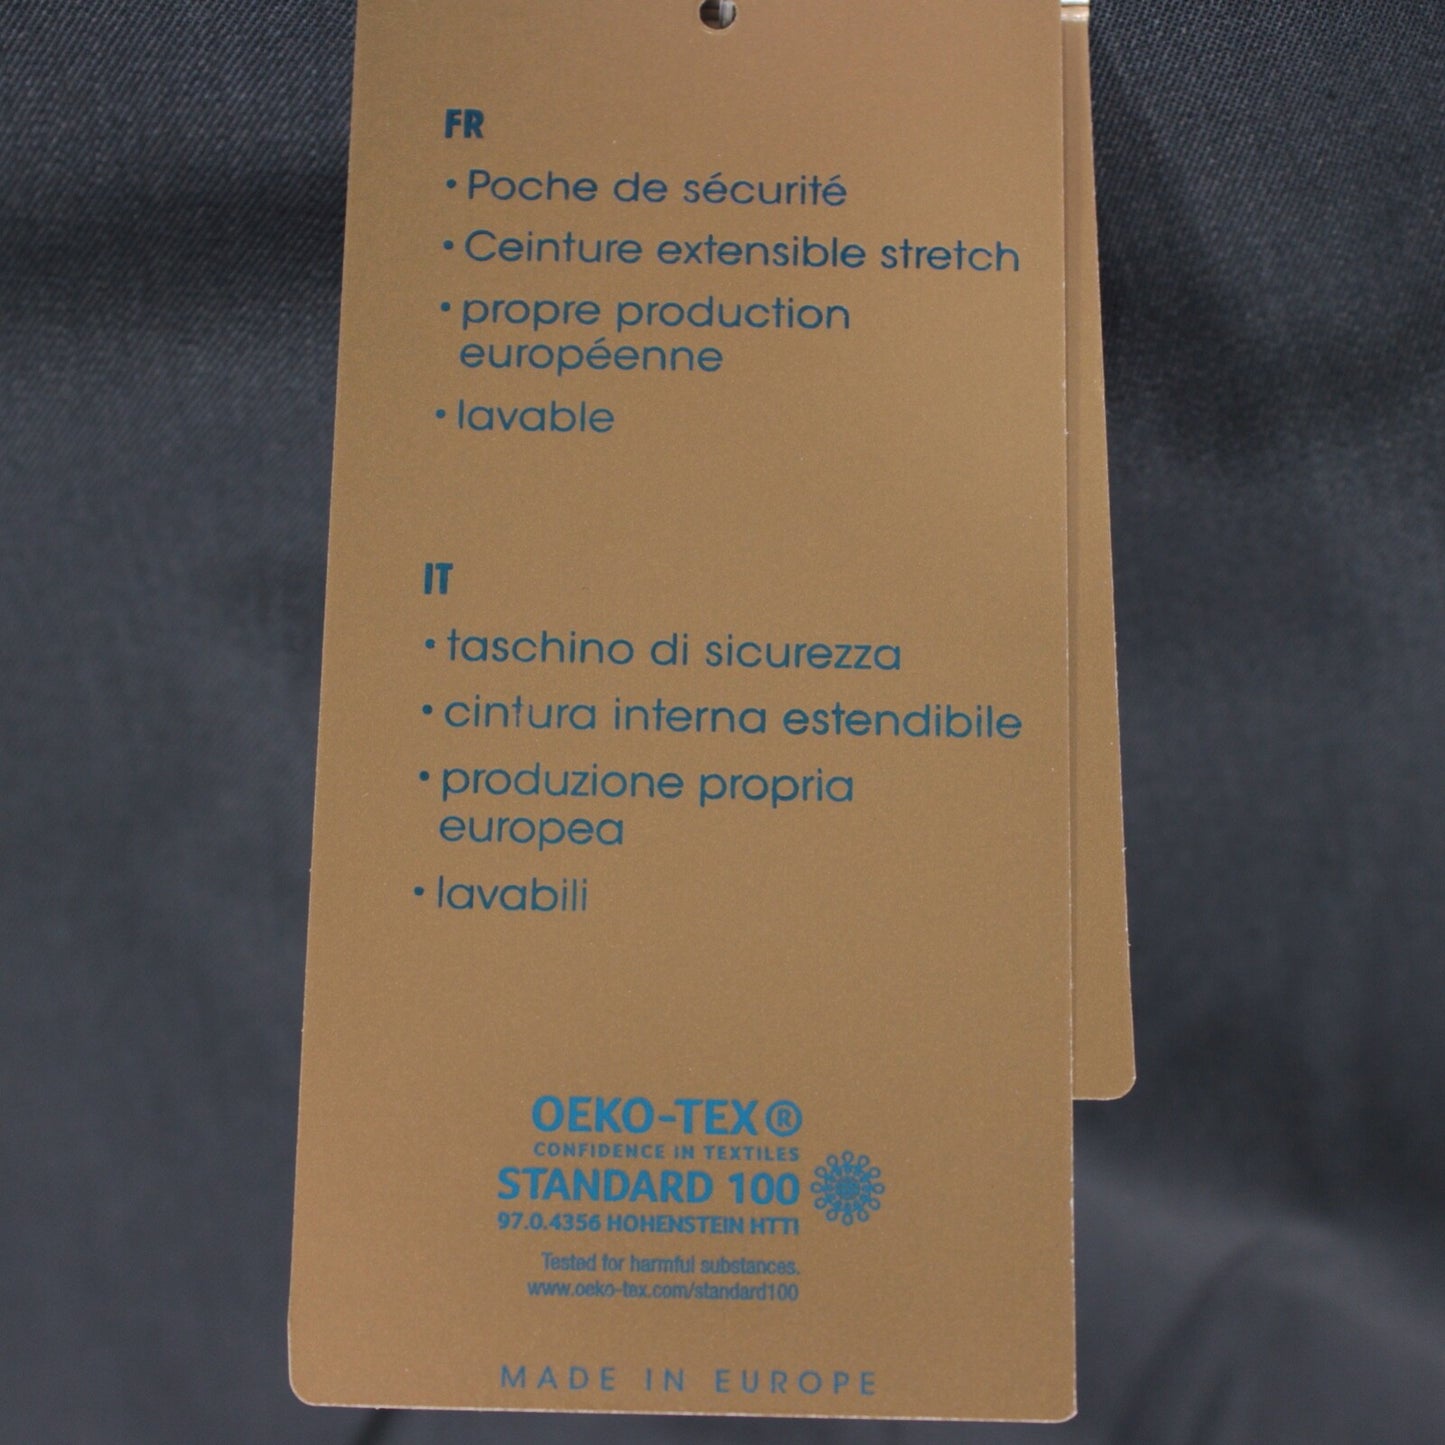 FR
• Poche de sécurité
• Ceinture extensible stretch
• propre production
européenne
• lavable
IT
• taschino di sicurezza
• cintura interna estendibile
• produzione propria
europea
• lavabili
OEKO-TEX®
CONFIDENCE IN TEXTILES
STANDARD 100
97.0.4356 HOHENSTEIN HTTI
Tested for harmful substances.
www.oeko-tex.com/standard100
MADE IN EUROPE